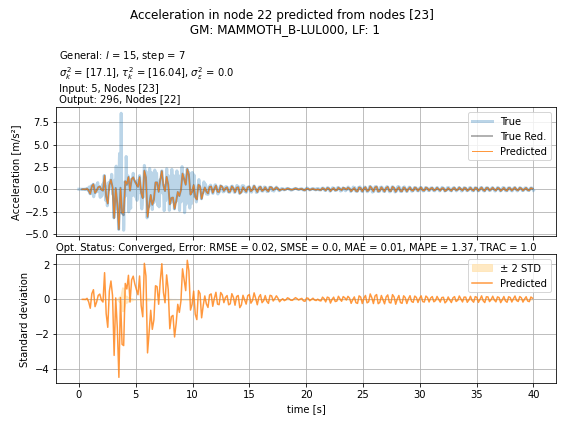 Acceleration in node 22 predicted from nodes [23]
GM: MAMMOTH_B-LUL000, LF: 1
General: l = 15, step = 7
σ²ₖ = [17.1], τ²ₖ = [16.04], σ²ε = 0.0
Input: 5, Nodes [23]
Output: 296, Nodes [22]
Acceleration [m/s²]
7.5
5.0
2.5
0.0
−2.5
−5.0
True
True Red.
Predicted
Opt. Status: Converged, Error: RMSE = 0.02, SMSE = 0.0, MAE = 0.01, MAPE = 1.37, TRAC = 1.0
Standard deviation
2
0
−2
−4
± 2 STD
Predicted
0 5 10 15 20 25 30 35 40
time [s]